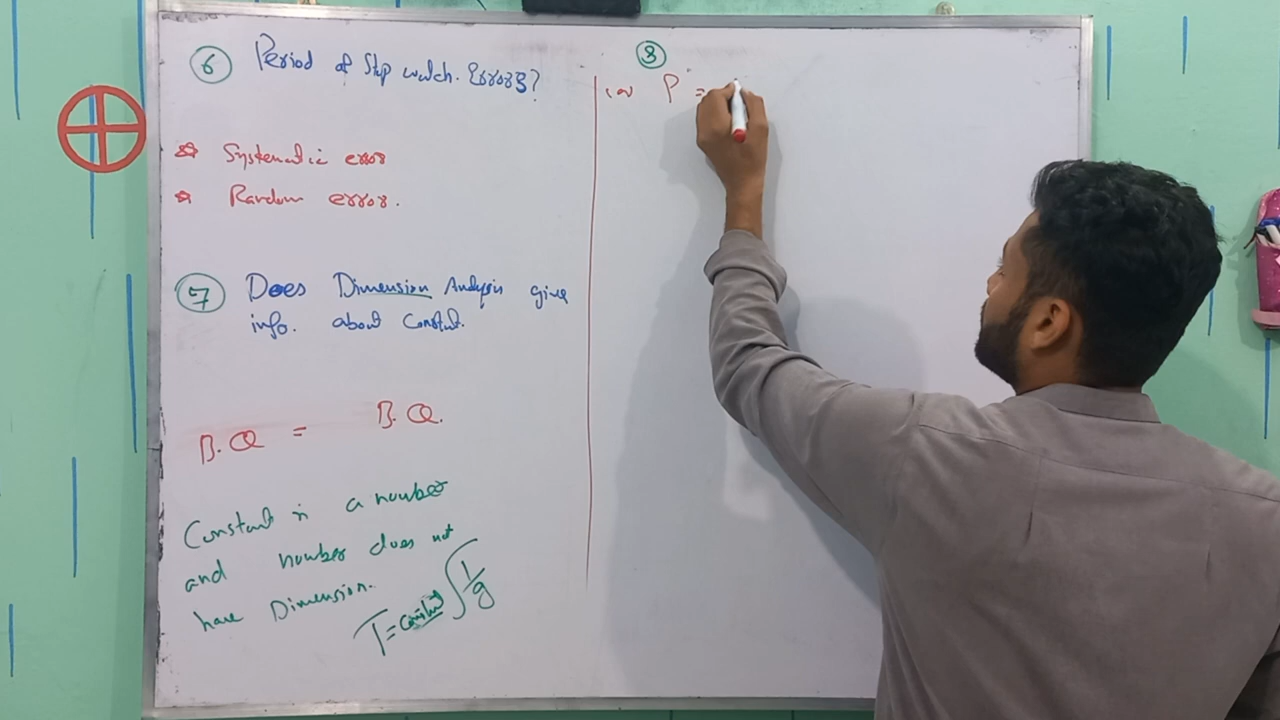 6 Period of Stop watch. Errors?
Systematic error
Random error.
7 Does Dimension Analysis give
info. about Constant.
B.Q = B.Q.
Constant is a number
and number does not
have Dimension.
T = constant √l/g
8
P =